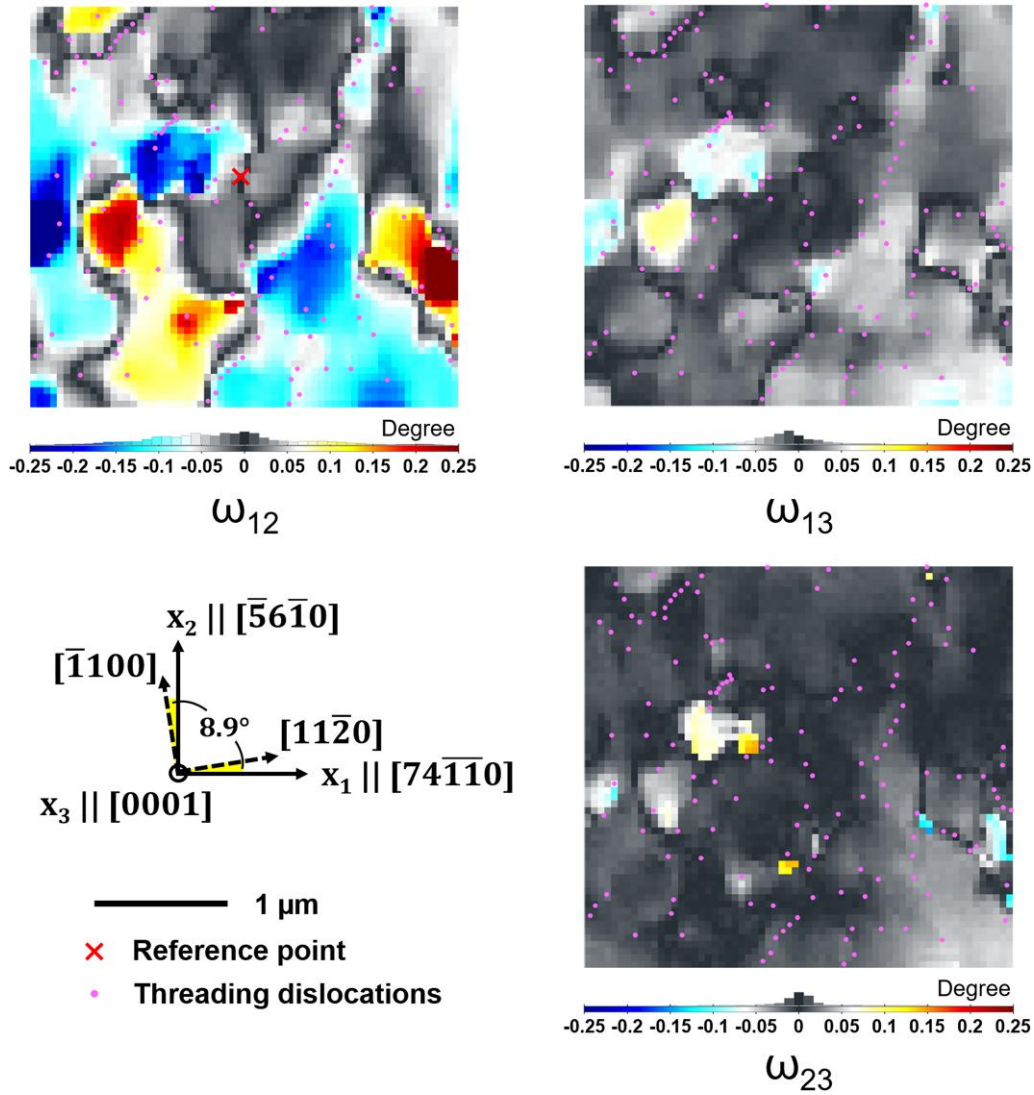 Degree
-0.25 -0.2 -0.15 -0.1 -0.05 0 0.05 0.1 0.15 0.2 0.25
ω₁₂
Degree
-0.25 -0.2 -0.15 -0.1 -0.05 0 0.05 0.1 0.15 0.2 0.25
ω₁₃
x₂ || [5̅61̅0]
[1̅100]
8.9°
[112̅0]
x₁ || [741̅1̅0]
x₃ || [0001]
1 µm
Reference point
Threading dislocations
Degree
-0.25 -0.2 -0.15 -0.1 -0.05 0 0.05 0.1 0.15 0.2 0.25
ω₂₃